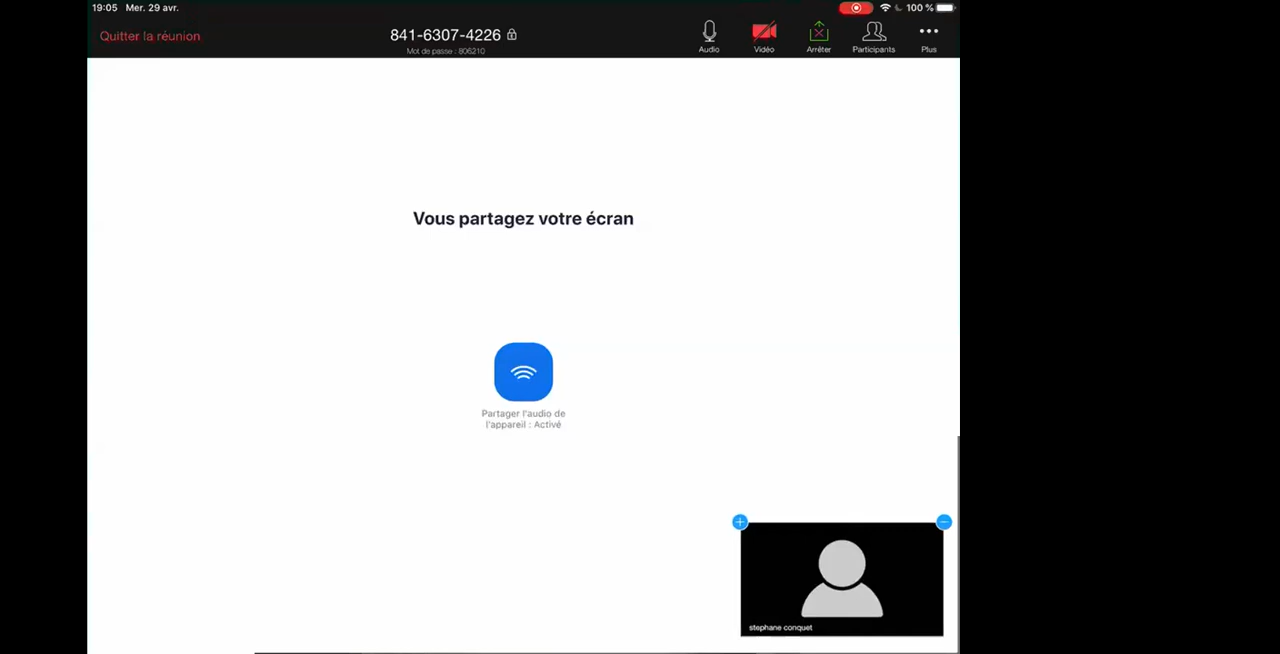 19:05 Mer. 29 avr.
100 %
Quitter la réunion
841-6307-4226
Mot de passe : 806210
Audio
Vidéo
Arrêter
Participants
Plus
Vous partagez votre écran
Partager l'audio de
l'appareil : Activé
stephane conquet